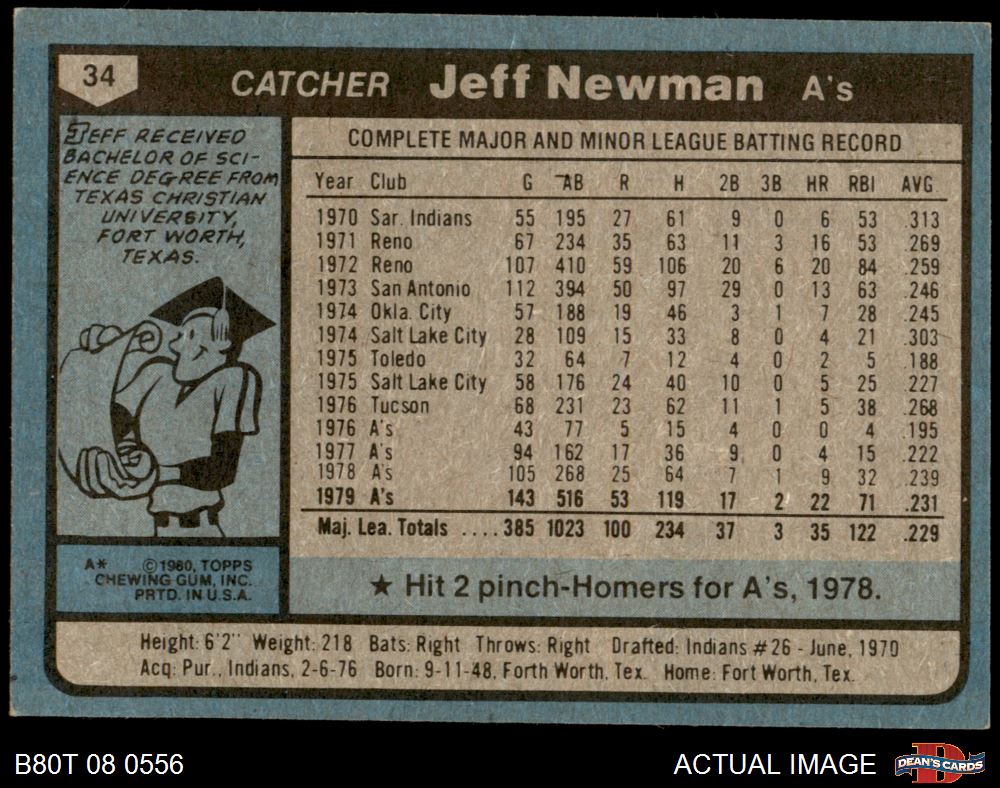 34 CATCHER Jeff Newman A's
JEFF RECEIVED
BACHELOR OF SCI-
ENCE DEGREE FROM
TEXAS CHRISTIAN
UNIVERSITY,
FORT WORTH,
TEXAS.
A* ©1980, TOPPS
CHEWING GUM, INC.
PRTD. IN U.S.A.
COMPLETE MAJOR AND MINOR LEAGUE BATTING RECORD
Year Club G AB R H 2B 3B HR RBI AVG.
1970 Sar. Indians 55 195 27 61 9 0 6 53 .313
1971 Reno 67 234 35 63 11 3 16 53 .269
1972 Reno 107 410 59 106 20 6 20 84 .259
1973 San Antonio 112 394 50 97 29 0 13 63 .246
1974 Okla. City 57 188 19 46 3 1 7 28 .245
1974 Salt Lake City 28 109 15 33 8 0 4 21 .303
1975 Toledo 32 64 7 12 4 0 2 5 .188
1975 Salt Lake City 58 176 24 40 10 0 5 25 .227
1976 Tucson 68 231 23 62 11 1 5 38 .268
1976 A's 43 77 5 15 4 0 0 4 .195
1977 A's 94 162 17 36 9 0 4 15 .222
1978 A's 105 268 25 64 7 1 9 32 .239
1979 A's 143 516 53 119 17 2 22 71 .231
Maj. Lea. Totals ....385 1023 100 234 37 3 35 122 .229
★ Hit 2 pinch-Homers for A's, 1978.
Height: 6'2" Weight: 218 Bats: Right Throws: Right Drafted: Indians #26 - June, 1970
Acq: Pur., Indians, 2-6-76 Born: 9-11-48, Forth Worth, Tex. Home: Fort Worth, Tex.
B80T 08 0556 ACTUAL IMAGE DEAN'S CARDS